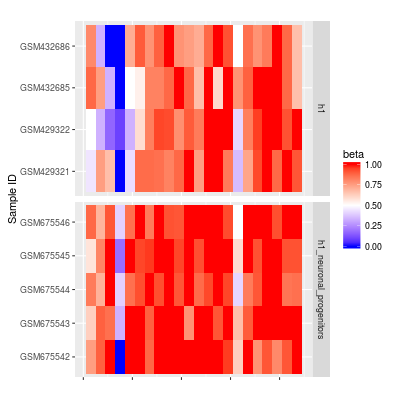 Sample ID
GSM432686
GSM432685
GSM429322
GSM429321
h1
GSM675546
GSM675545
GSM675544
GSM675543
GSM675542
h1_neuronal_progenitors
beta
1.00
0.75
0.50
0.25
0.00